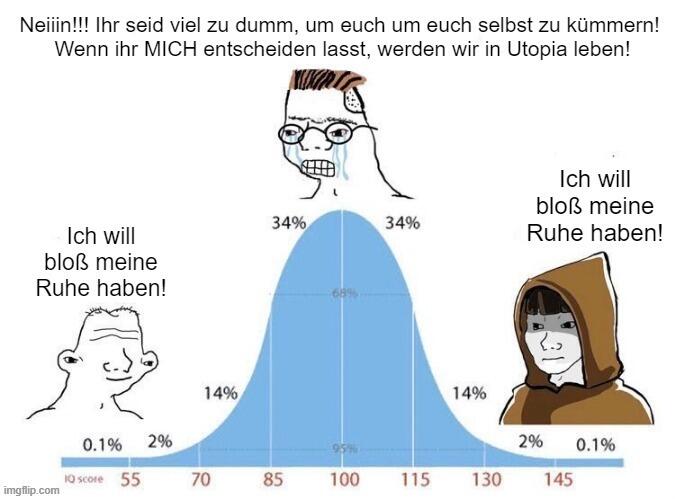 Neiiin!!! Ihr seid viel zu dumm, um euch um euch selbst zu kümmern!
Wenn ihr MICH entscheiden lasst, werden wir in Utopia leben!
Ich will
bloß meine
Ruhe haben!
Ich will
bloß meine
Ruhe haben!
34% 34%
68%
14% 14%
0.1% 2% 95% 2% 0.1%
IQ score 55 70 85 100 115 130 145
imgflip.com